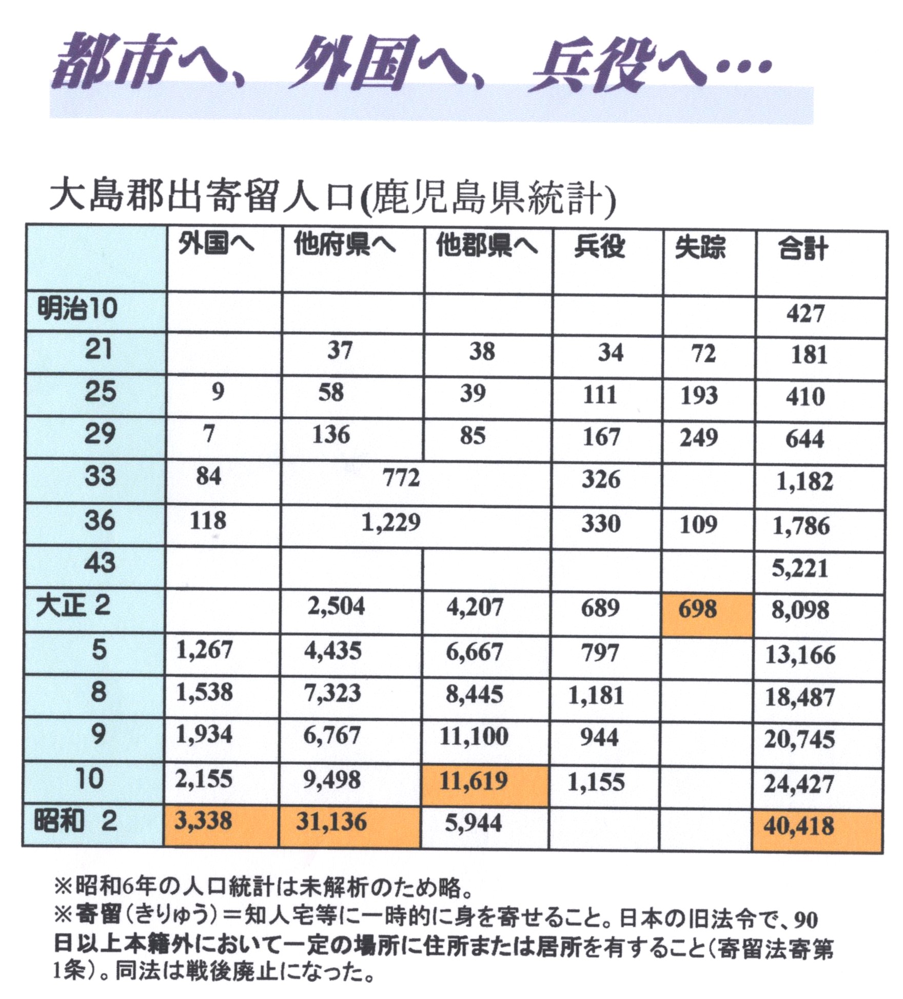 都市へ、外国へ、兵役へ…
大島郡出寄留人口(鹿児島県統計)
外国へ 他府県へ 他郡県へ 兵役 失踪 合計
明治10 427
21 37 38 34 72 181
25 9 58 39 111 193 410
29 7 136 85 167 249 644
33 84 772 326 1,182
36 118 1,229 330 109 1,786
43 5,221
大正 2 2,504 4,207 689 698 8,098
5 1,267 4,435 6,667 797 13,166
8 1,538 7,323 8,445 1,181 18,487
9 1,934 6,767 11,100 944 20,745
10 2,155 9,498 11,619 1,155 24,427
昭和 2 3,338 31,136 5,944 40,418
※昭和6年の人口統計は未解析のため略。
※寄留(きりゅう)＝知人宅等に一時的に身を寄せること。日本の旧法令で、90
日以上本籍外において一定の場所に住所または居所を有すること(寄留法寄第
1条)。同法は戦後廃止になった。